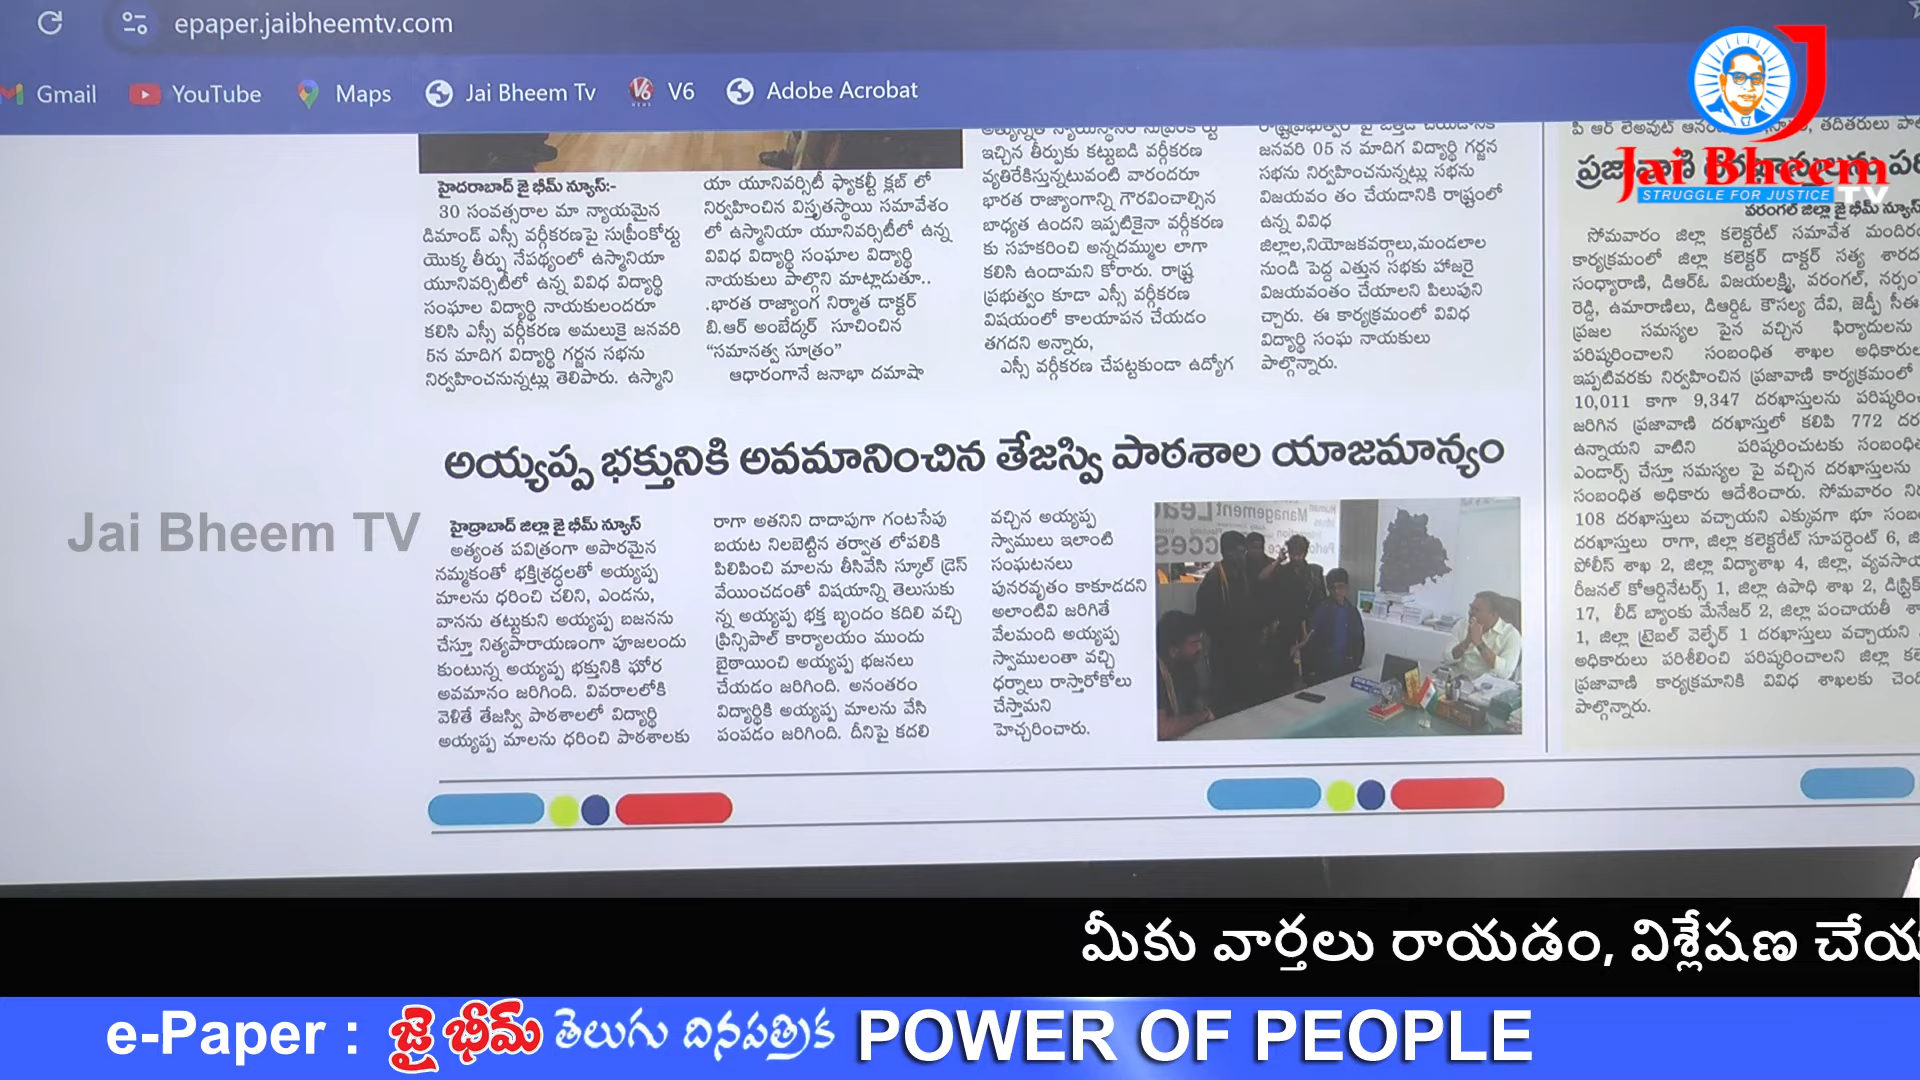 epaper.jaibheemtv.com
Gmail
YouTube
Maps
Jai Bheem Tv
V6
Adobe Acrobat
Jai Bheem
STRUGGLE FOR JUSTICE
TV
హైదరాబాద్ జై భీమ్ న్యూస్:-
30 సంవత్సరాల మా న్యాయమైన
డిమాండ్ ఎస్సీ వర్గీకరణపై సుప్రీంకోర్టు
యొక్క తీర్పు నేపథ్యంలో ఉస్మానియా
యూనివర్సిటీలో ఉన్న వివిధ విద్యార్థి
సంఘాల విద్యార్థి నాయకులందరూ
కలిసి ఎస్సీ వర్గీకరణ అమలుకై జనవరి
5న మాదిగ విద్యార్థి గర్జన సభను
నిర్వహించనున్నట్లు తెలిపారు. ఉస్మాని
యా యూనివర్సిటీ ఫ్యాకల్టీ క్లబ్ లో
నిర్వహించిన విస్తృతస్థాయి సమావేశం
లో ఉస్మానియా యూనివర్సిటీలో ఉన్న
వివిధ విద్యార్థి సంఘాల విద్యార్థి
నాయకులు పాల్గొని మాట్లాడుతూ..
.భారత రాజ్యాంగ నిర్మాత డాక్టర్
బి.ఆర్ అంబేద్కర్ సూచించిన
“సమానత్వ సూత్రం”
ఆధారంగానే జనాభా దమాషా
అత్యున్నత న్యాయస్థానం సుప్రీంకోర్టు
ఇచ్చిన తీర్పుకు కట్టుబడి వర్గీకరణ
వ్యతిరేకిస్తున్నటువంటి వారందరూ
భారత రాజ్యాంగాన్ని గౌరవించాల్సిన
బాధ్యత ఉందని ఇప్పటికైనా వర్గీకరణ
కు సహకరించి అన్నదమ్ముల లాగా
కలిసి ఉందామని కోరారు. రాష్ట్ర
ప్రభుత్వం కూడా ఎస్సీ వర్గీకరణ
విషయంలో కాలయాపన చేయడం
తగదని అన్నారు,
ఎస్సీ వర్గీకరణ చేపట్టకుండా ఉద్యోగ
జనవరి 05 న మాదిగ విద్యార్థి గర్జన
సభను నిర్వహించనున్నట్లు సభను
విజయవం తం చేయడానికి రాష్ట్రంలో
ఉన్న వివిధ
జిల్లాల,నియోజకవర్గాలు,మండలాల
నుండి పెద్ద ఎత్తున సభకు హాజరై
విజయవంతం చేయాలని పిలుపుని
చ్చారు. ఈ కార్యక్రమంలో వివిధ
విద్యార్థి సంఘ నాయకులు
పాల్గొన్నారు.
అయ్యప్ప భక్తునికి అవమానించిన తేజస్వి పాఠశాల యాజమాన్యం
Jai Bheem TV
హైద్రాబాద్ జిల్లా జై భీమ్ న్యూస్
అత్యంత పవిత్రంగా అపారమైన
నమ్మకంతో భక్తిశ్రద్ధలతో అయ్యప్ప
మాలను ధరించి చలిని, ఎండను,
వానను తట్టుకుని అయ్యప్ప బజనను
చేస్తూ నిత్యపారాయణంగా పూజలందు
కుంటున్న అయ్యప్ప భక్తునికి ఘోర
అవమానం జరిగింది. వివరాలలోకి
వెళితే తేజస్వి పాఠశాలలో విద్యార్థి
అయ్యప్ప మాలను ధరించి పాఠశాలకు
రాగా అతనిని దాదాపుగా గంటసేపు
బయట నిలబెట్టిన తర్వాత లోపలికి
పిలిపించి మాలను తీసివేసి స్కూల్ డ్రెస్
వేయించడంతో విషయాన్ని తెలుసుకు
న్న అయ్యప్ప భక్త బృందం కదిలి వచ్చి
ప్రిన్సిపాల్ కార్యాలయం ముందు
బైఠాయించి అయ్యప్ప భజనలు
చేయడం జరిగింది. అనంతరం
విద్యార్థికి అయ్యప్ప మాలను వేసి
పంపడం జరిగింది. దీనిపై కదలి
వచ్చిన అయ్యప్ప
స్వాములు ఇలాంటి
సంఘటనలు
పునరవృతం కాకూడదని
అలాంటివి జరిగితే
వేలమంది అయ్యప్ప
స్వాములంతా వచ్చి
ధర్నాలు రాస్తారోకోలు
చేస్తామని
హెచ్చరించారు.
వరంగల్ జిల్లా జై భీమ్ న్యూస్
సోమవారం జిల్లా కలెక్టరేట్ సమావేశ
కార్యక్రమంలో జిల్లా కలెక్టర్ డాక్టర్ సత్య శారద
సంధ్యారాణి, డిఆర్ఓ విజయలక్ష్మి, వరంగల్,
రెడ్డి, ఉమారాణిలు, డిఆర్డిఓ కౌసల్య దేవి, జెడ్పీ
ప్రజల సమస్యల పైన వచ్చిన ఫిర్యాదులను
పరిష్కరించాలని సంబంధిత శాఖల
ఇప్పటివరకు నిర్వహించిన ప్రజావాణి కార్యక్రమంలో
10,011 కాగా 9,347 దరఖాస్తులను
జరిగిన ప్రజావాణి దరఖాస్తులో కలిపి 772
ఉన్నాయని వాటిని పరిష్కరించుటకు
ఎండార్స్ చేస్తూ సమస్యల పై వచ్చిన దరఖాస్తులను
సంబంధిత అధికారు ఆదేశించారు. సోమవారం
108 దరఖాస్తులు వచ్చాయని ఎక్కువగా భూ
దరఖాస్తులు రాగా, జిల్లా కలెక్టరేట్ సూపర్డెంట్ 6,
పోలీస్ శాఖ 2, జిల్లా విద్యాశాఖ 4, జిల్లా,
రీజనల్ కోఆర్డినేటర్స్ 1, జిల్లా ఉపాధి శాఖ 2,
17, లీడ్ బ్యాంకు మేనేజర్ 2, జిల్లా పంచాయతీ
1, జిల్లా ట్రైబల్ వెల్ఫేర్ 1 దరఖాస్తులు వచ్చాయని
అధికారులు పరిశీలించి పరిష్కరించాలని జిల్లా
ప్రజావాణి కార్యక్రమానికి వివిధ శాఖలకు
పాల్గొన్నారు.
మీకు వార్తలు రాయడం, విశ్లేషణ చేయ
e-Paper : జై భీమ్ తెలుగు దినపత్రిక POWER OF PEOPLE